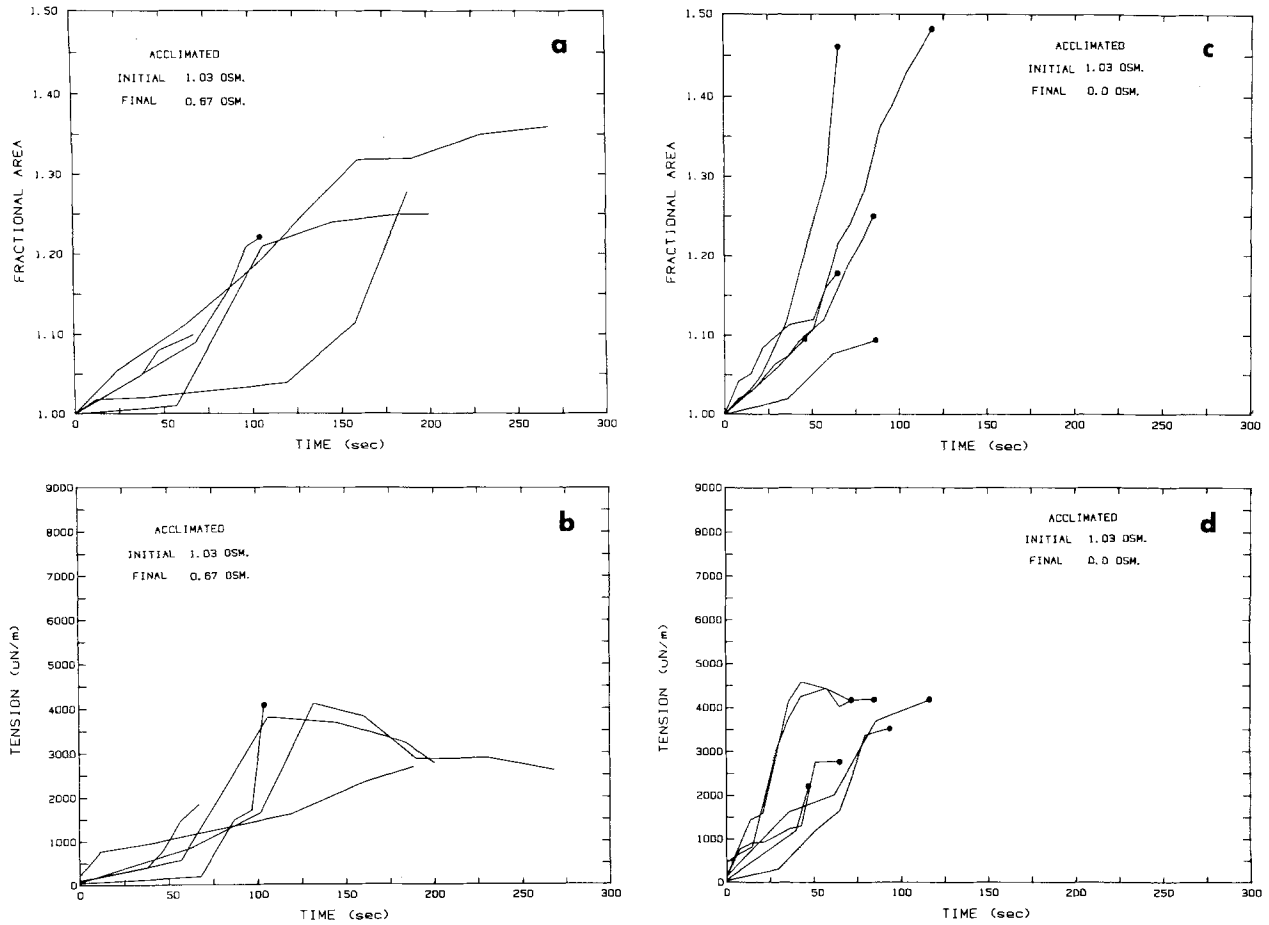 a
ACCLIMATED
INITIAL 1.03 OSM.
FINAL 0.67 OSM.
1.50
1.40
1.30
1.20
1.10
1.00
FRACTIONAL AREA
0 50 100 150 200 250 300
TIME (sec)
c
ACCLIMATED
INITIAL 1.03 OSM.
FINAL 0.0 OSM.
1.50
1.40
1.30
1.20
1.10
1.00
FRACTIONAL AREA
0 50 100 150 200 250 300
TIME (sec)
b
ACCLIMATED
INITIAL 1.03 OSM.
FINAL 0.67 OSM.
9000
8000
7000
6000
5000
4000
3000
2000
1000
0
TENSION (uN/m)
0 50 100 150 200 250 300
TIME (sec)
d
ACCLIMATED
INITIAL 1.03 OSM.
FINAL 0.0 OSM.
9000
8000
7000
6000
5000
4000
3000
2000
1000
0
TENSION (uN/m)
0 50 100 150 200 250 300
TIME (sec)